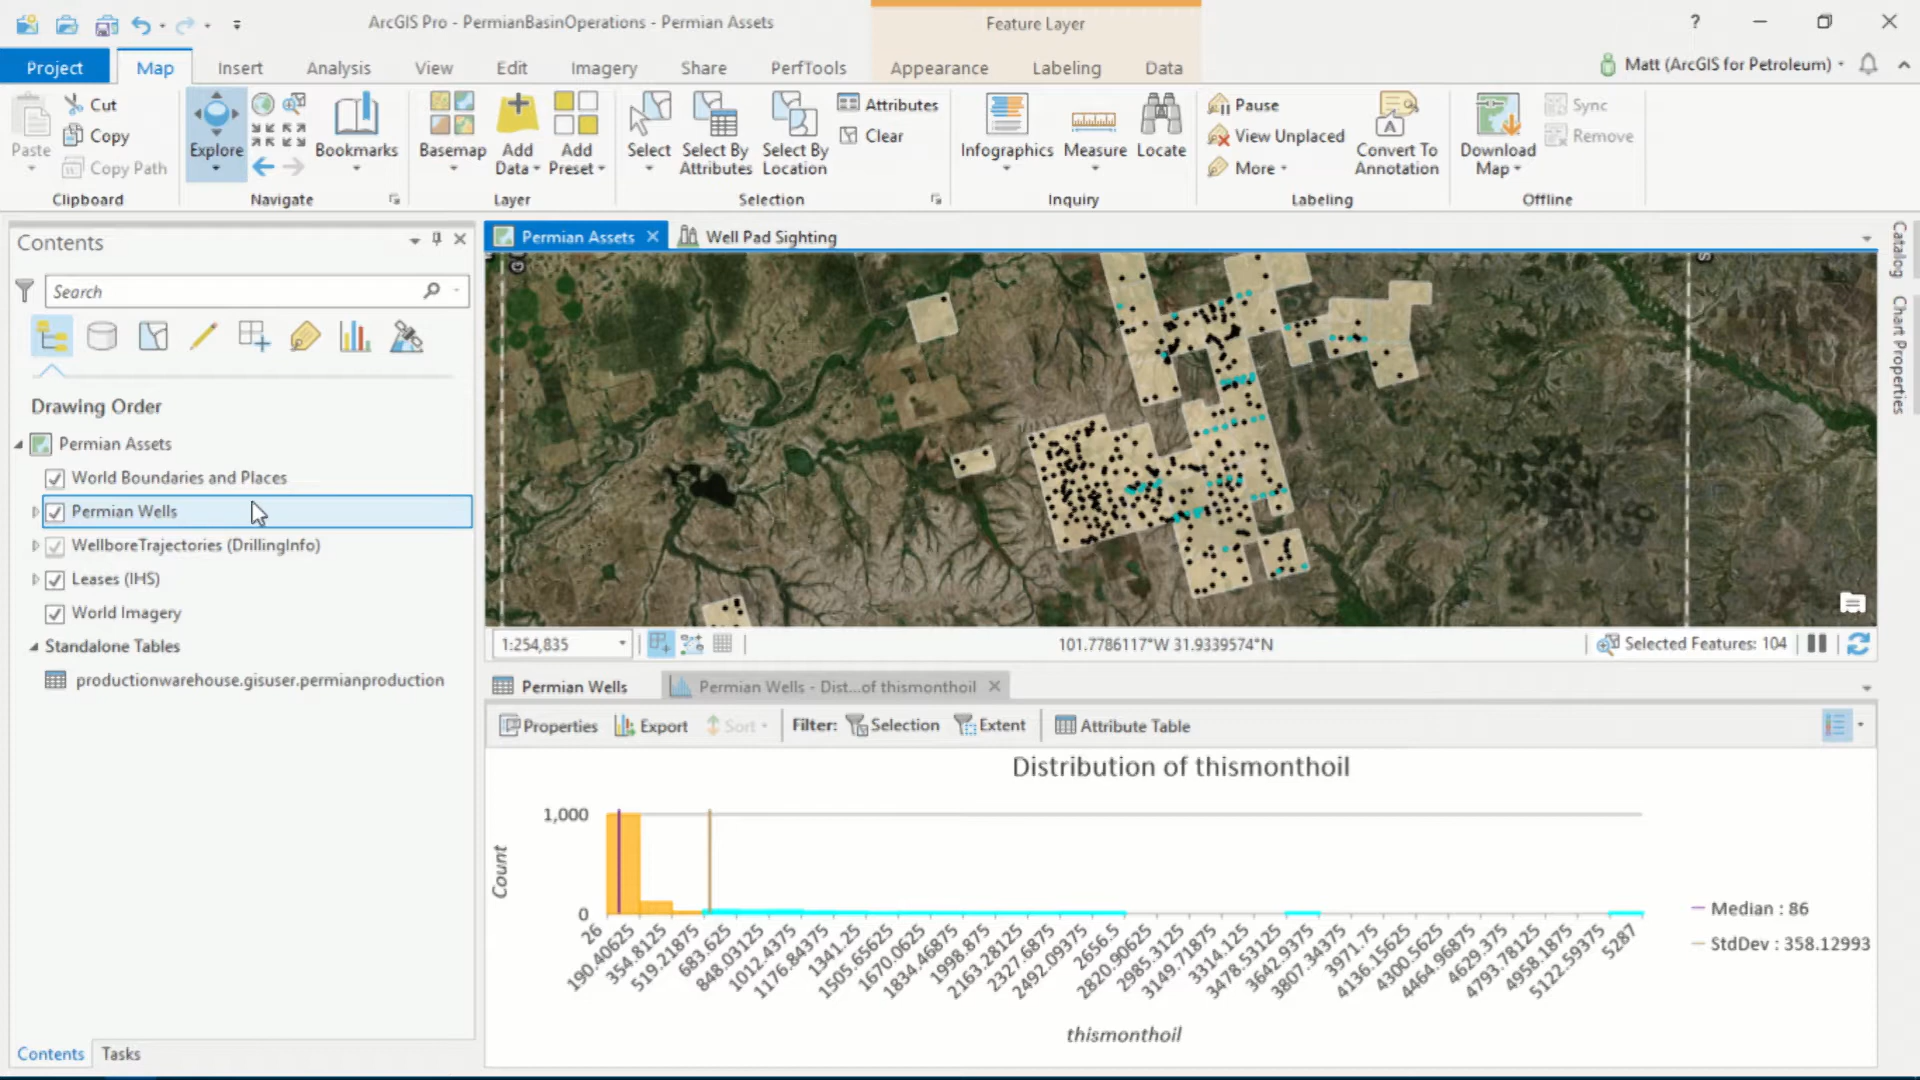 ArcGIS Pro - PermianBasinOperations - Permian Assets
Feature Layer
?
Project
Map
Insert
Analysis
View
Edit
Imagery
Share
PerfTools
Appearance
Labeling
Data
Matt (ArcGIS for Petroleum)
Paste
Cut
Copy
Copy Path
Clipboard
Explore
Bookmarks
Navigate
Basemap
Add Data
Add Preset
Layer
Select
Select By Attributes
Select By Location
Attributes
Clear
Selection
Infographics
Measure
Locate
Inquiry
Pause
View Unplaced
More
Convert To Annotation
Labeling
Download Map
Sync
Remove
Offline
Contents
Search
Drawing Order
Permian Assets
World Boundaries and Places
Permian Wells
WellboreTrajectories (DrillingInfo)
Leases (IHS)
World Imagery
Standalone Tables
productionwarehouse.gisuser.permianproduction
Contents
Tasks
Permian Assets
Well Pad Sighting
Catalog
Chart Properties
1:254,835
101.7786117°W 31.9339574°N
Selected Features: 104
Permian Wells
Permian Wells - Dist...of thismonthoil
Properties
Export
Sort
Filter:
Selection
Extent
Attribute Table
Distribution of thismonthoil
Count
1,000
0
26
190.40625
354.8125
519.21875
683.625
848.03125
1012.4375
1176.84375
1341.25
1505.65625
1670.0625
1834.46875
1998.875
2163.28125
2327.6875
2492.09375
2656.5
2820.90625
2985.3125
3149.71875
3314.125
3478.53125
3642.9375
3807.34375
3971.75
4136.15625
4300.5625
4464.96875
4629.375
4793.78125
4958.1875
5122.59375
5287
thismonthoil
Median : 86
StdDev : 358.12993